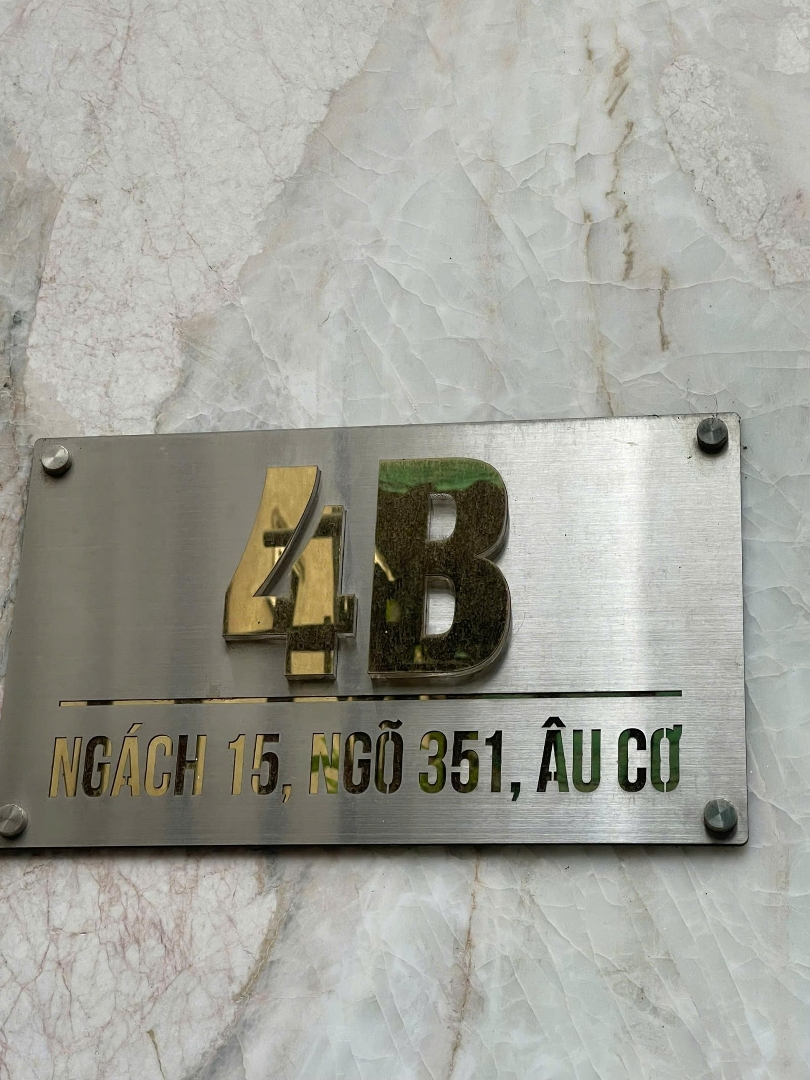 4B
NGÁCH 15, NGÕ 351, ÂU CƠ